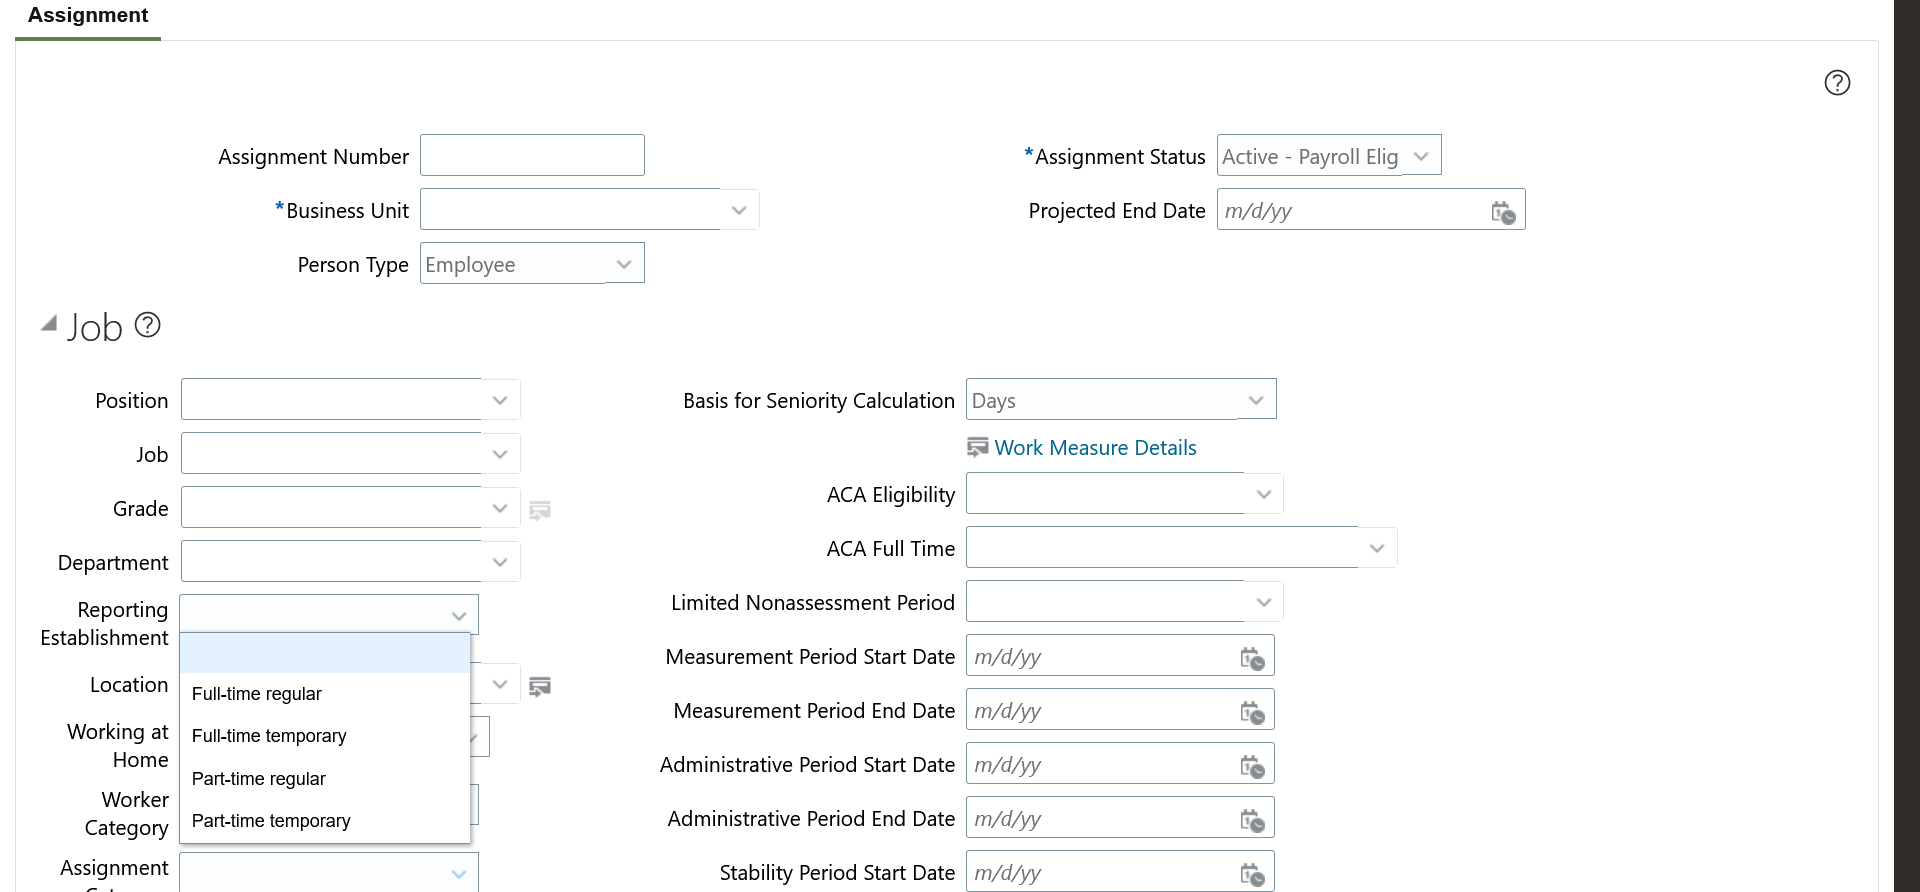 Assignment
Assignment Number
*Assignment Status Active - Payroll Elig
*Business Unit
Projected End Date m/d/yy
Person Type Employee
Job
Position
Basis for Seniority Calculation Days
Job
Work Measure Details
Grade
ACA Eligibility
Department
ACA Full Time
Reporting
Establishment
Limited Nonassessment Period
Full-time regular
Full-time temporary
Part-time regular
Part-time temporary
Location
Measurement Period Start Date m/d/yy
Working at
Home
Measurement Period End Date m/d/yy
Administrative Period Start Date m/d/yy
Worker
Category
Administrative Period End Date m/d/yy
Assignment
Stability Period Start Date m/d/yy